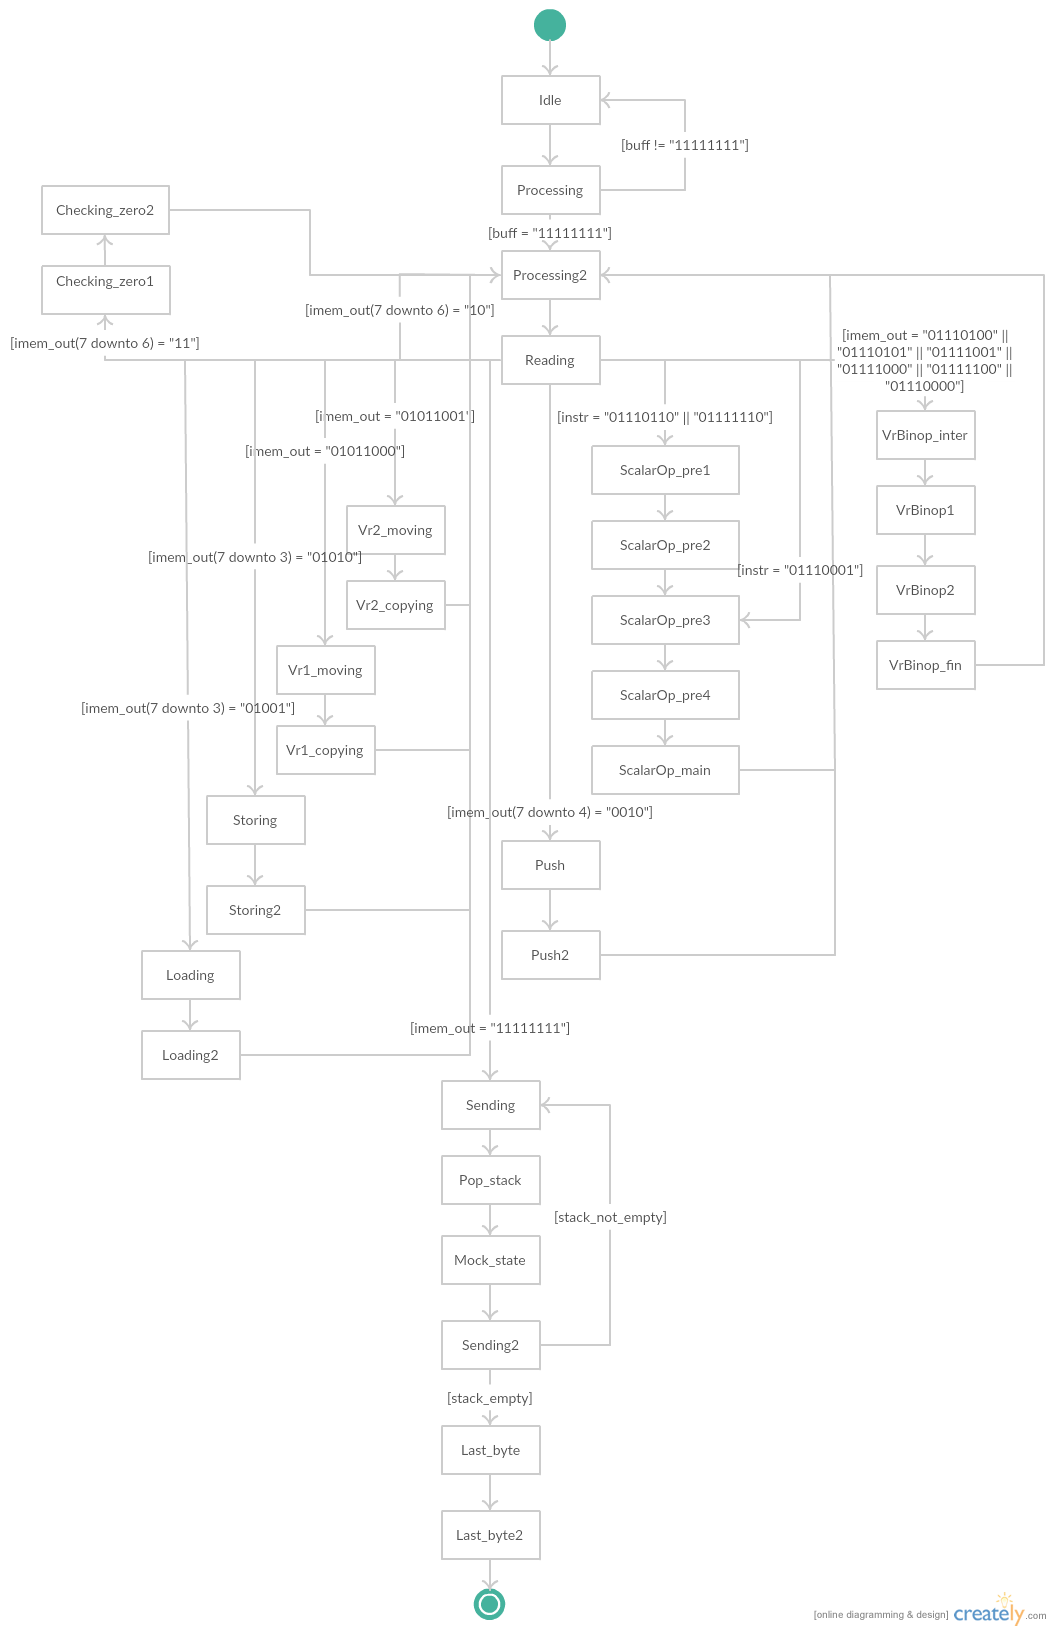 Idle
[buff != "11111111"]
Processing
Checking_zero2
[buff = "11111111"]
Processing2
Checking_zero1
[imem_out(7 downto 6) = "10"]
[imem_out(7 downto 6) = "11"]
Reading
[imem_out = "01110100" ||
"01110101" || "01111001" ||
"01111000" || "01111100" ||
"01110000"]
[imem_out = "01011001"]
[instr = "01110110" || "01111110"]
VrBinop_inter
[imem_out = "01011000"]
ScalarOp_pre1
VrBinop1
Vr2_moving
ScalarOp_pre2
[imem_out(7 downto 3) = "01010"]
[instr = "01110001"]
VrBinop2
Vr2_copying
ScalarOp_pre3
Vr1_moving
VrBinop_fin
ScalarOp_pre4
[imem_out(7 downto 3) = "01001"]
Vr1_copying
ScalarOp_main
Storing
[imem_out(7 downto 4) = "0010"]
Push
Storing2
Push2
Loading
[imem_out = "11111111"]
Loading2
Sending
Pop_stack
[stack_not_empty]
Mock_state
Sending2
[stack_empty]
Last_byte
Last_byte2
[online diagramming & design] creately.com